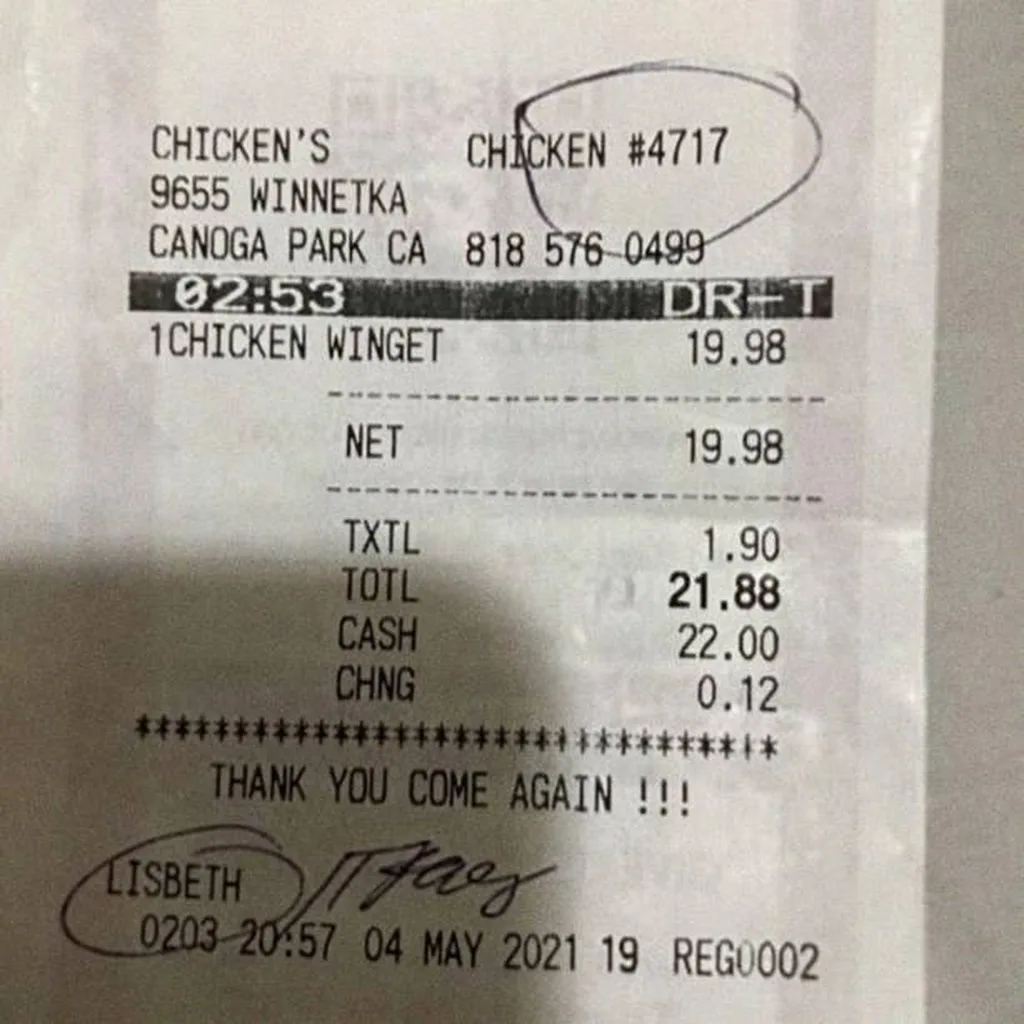 CHICKEN'S CHICKEN #4717
9655 WINNETKA
CANOGA PARK CA 818 576 0499
02:53 DR-T
1CHICKEN WINGET 19.98
NET 19.98
TXTL 1.90
TOTL 21.88
CASH 22.00
CHNG 0.12
*********************************
THANK YOU COME AGAIN !!!
LISBETH
0203 20:57 04 MAY 2021 19 REG0002